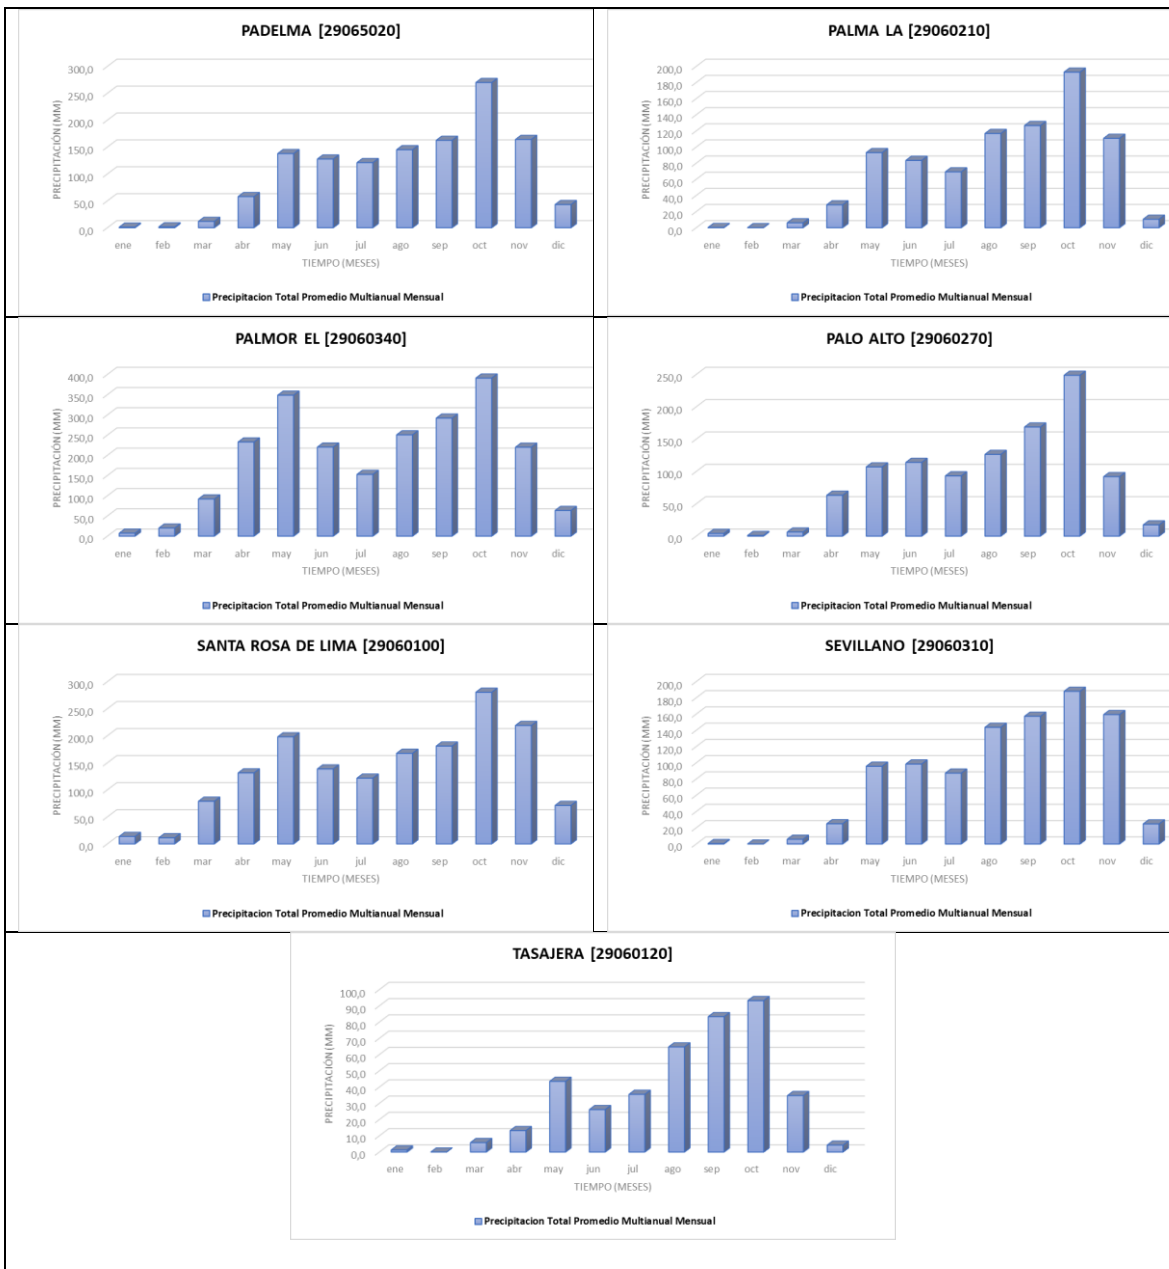 PADELMA [29065020]
300,0
250,0
200,0
150,0
100,0
50,0
0,0
PRECIPITACIÓN (MM)
ene feb mar abr may jun jul ago sep oct nov dic
TIEMPO (MESES)
Precipitacion Total Promedio Multianual Mensual
PALMA LA [29060210]
200,0
180,0
160,0
140,0
120,0
100,0
80,0
60,0
40,0
20,0
0,0
PRECIPITACIÓN (MM)
ene feb mar abr may jun jul ago sep oct nov dic
TIEMPO (MESES)
Precipitacion Total Promedio Multianual Mensual
PALMOR EL [29060340]
400,0
350,0
300,0
250,0
200,0
150,0
100,0
50,0
0,0
PRECIPITACIÓN (MM)
ene feb mar abr may jun jul ago sep oct nov dic
TIEMPO (MESES)
Precipitacion Total Promedio Multianual Mensual
PALO ALTO [29060270]
250,0
200,0
150,0
100,0
50,0
0,0
PRECIPITACIÓN (MM)
ene feb mar abr may jun jul ago sep oct nov dic
TIEMPO (MESES)
Precipitacion Total Promedio Multianual Mensual
SANTA ROSA DE LIMA [29060100]
300,0
250,0
200,0
150,0
100,0
50,0
0,0
PRECIPITACIÓN (MM)
ene feb mar abr may jun jul ago sep oct nov dic
TIEMPO (MESES)
Precipitacion Total Promedio Multianual Mensual
SEVILLANO [29060310]
200,0
180,0
160,0
140,0
120,0
100,0
80,0
60,0
40,0
20,0
0,0
PRECIPITACIÓN (MM)
ene feb mar abr may jun jul ago sep oct nov dic
TIEMPO (MESES)
Precipitacion Total Promedio Multianual Mensual
TASAJERA [29060120]
100,0
90,0
80,0
70,0
60,0
50,0
40,0
30,0
20,0
10,0
0,0
PRECIPITACIÓN (MM)
ene feb mar abr may jun jul ago sep oct nov dic
TIEMPO (MESES)
Precipitacion Total Promedio Multianual Mensual